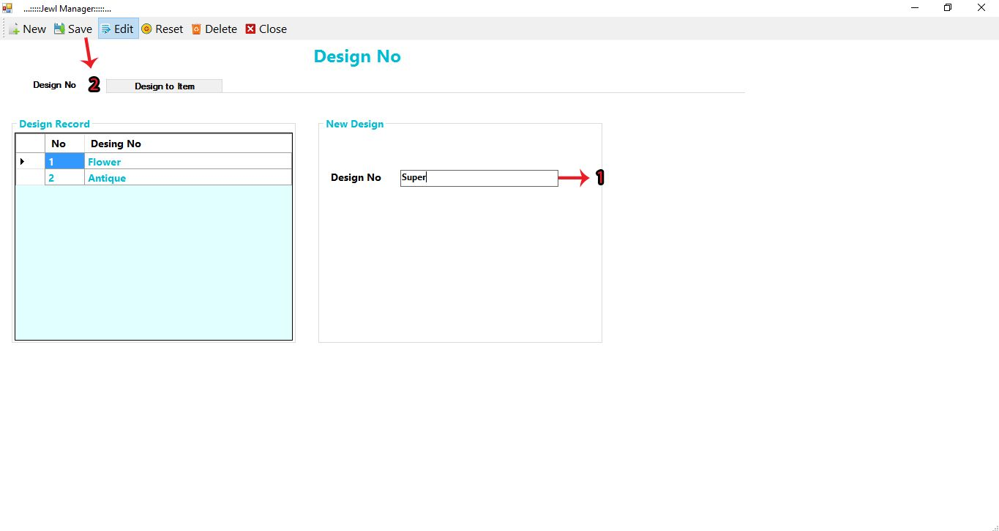 ...:::::Jewl Manager:::::...
New Save Edit Reset Delete Close
Design No
Design No 2 Design to Item
Design Record
No Desing No
1 Flower
2 Antique
New Design
Design No Super 1